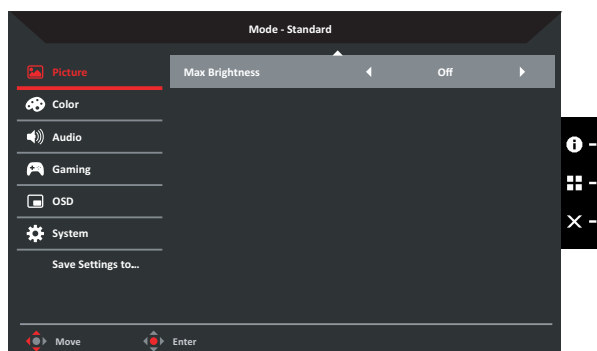 Mode - Standard
Picture
Max Brightness Off
Color
Audio
Gaming
OSD
System
Save Settings to...
Move Enter